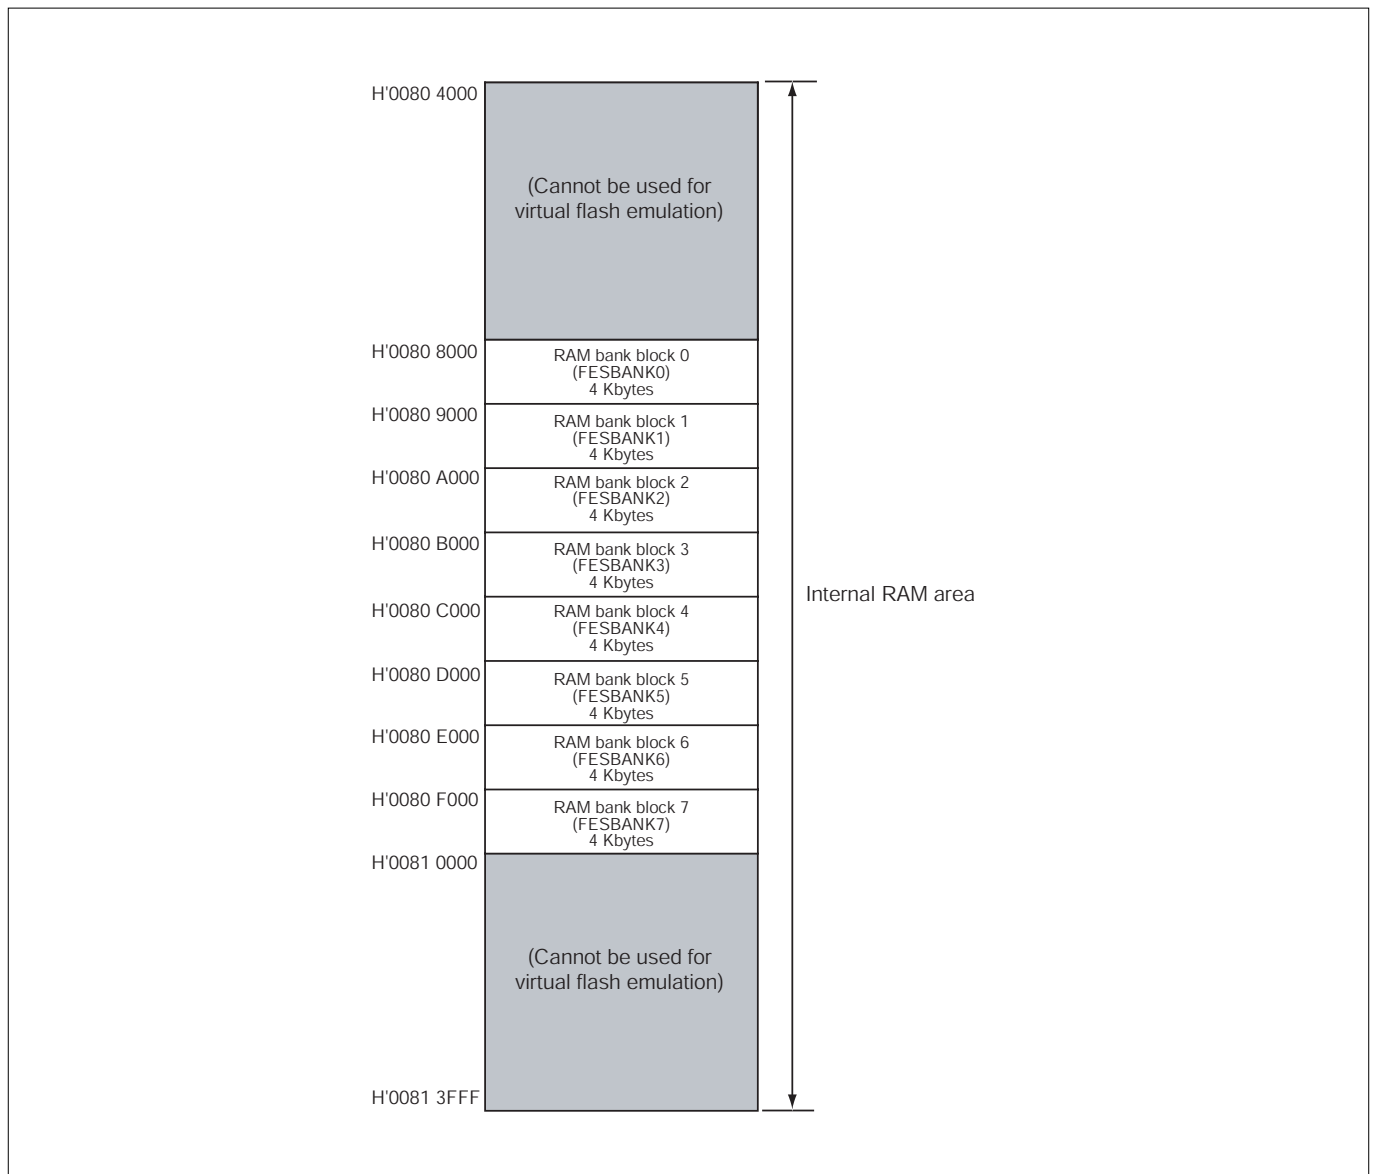 H'0080 4000
(Cannot be used for
virtual flash emulation)
H'0080 8000
RAM bank block 0
(FESBANK0)
4 Kbytes
H'0080 9000
RAM bank block 1
(FESBANK1)
4 Kbytes
H'0080 A000
RAM bank block 2
(FESBANK2)
4 Kbytes
H'0080 B000
RAM bank block 3
(FESBANK3)
4 Kbytes
Internal RAM area
H'0080 C000
RAM bank block 4
(FESBANK4)
4 Kbytes
H'0080 D000
RAM bank block 5
(FESBANK5)
4 Kbytes
H'0080 E000
RAM bank block 6
(FESBANK6)
4 Kbytes
H'0080 F000
RAM bank block 7
(FESBANK7)
4 Kbytes
H'0081 0000
(Cannot be used for
virtual flash emulation)
H'0081 3FFF